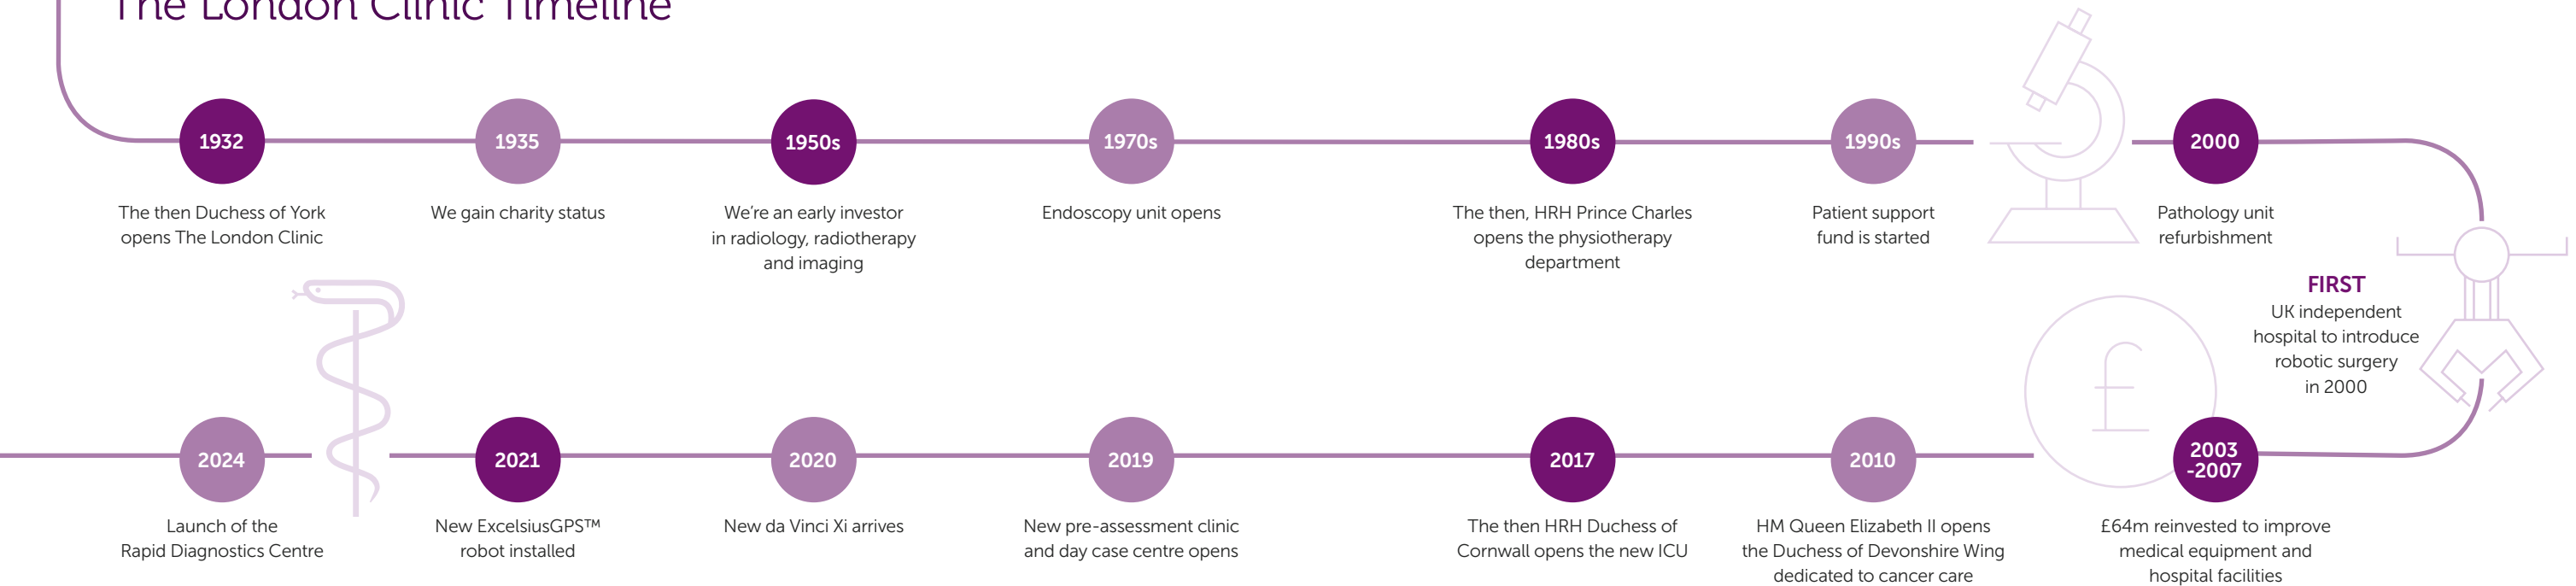 The London Clinic Timeline
1932
The then Duchess of York
opens The London Clinic
1935
We gain charity status
1950s
We're an early investor
in radiology, radiotherapy
and imaging
1970s
Endoscopy unit opens
1980s
The then, HRH Prince Charles
opens the physiotherapy
department
1990s
Patient support
fund is started
2000
Pathology unit
refurbishment
FIRST
UK independent
hospital to introduce
robotic surgery
in 2000
2003
-2007
£64m reinvested to improve
medical equipment and
hospital facilities
£
2010
HM Queen Elizabeth II opens
the Duchess of Devonshire Wing
dedicated to cancer care
2017
The then HRH Duchess of
Cornwall opens the new ICU
2019
New pre-assessment clinic
and day case centre opens
2020
New da Vinci Xi arrives
2021
New ExcelsiusGPS™
robot installed
2024
Launch of the
Rapid Diagnostics Centre